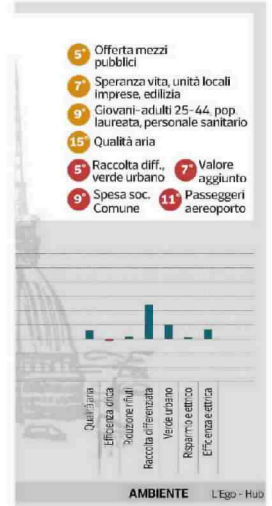 5° Offerta mezzi
pubblici
7° Speranza vita, unità locali
imprese, edilizia
9° Giovani-adulti 25-44, pop.
laureata, personale sanitario
15° Qualità aria
5° Raccolta diff.,
verde urbano
7° Valore
aggiunto
9° Spesa soc.
Comune
11° Passeggeri
aereoporto
Qualità aria
Efficienza idrica
Riduzione rifiuti
Raccolta differenziata
Verde urbano
Risparmio elettrico
Efficienza elettrica
AMBIENTE
L'Ego - Hub